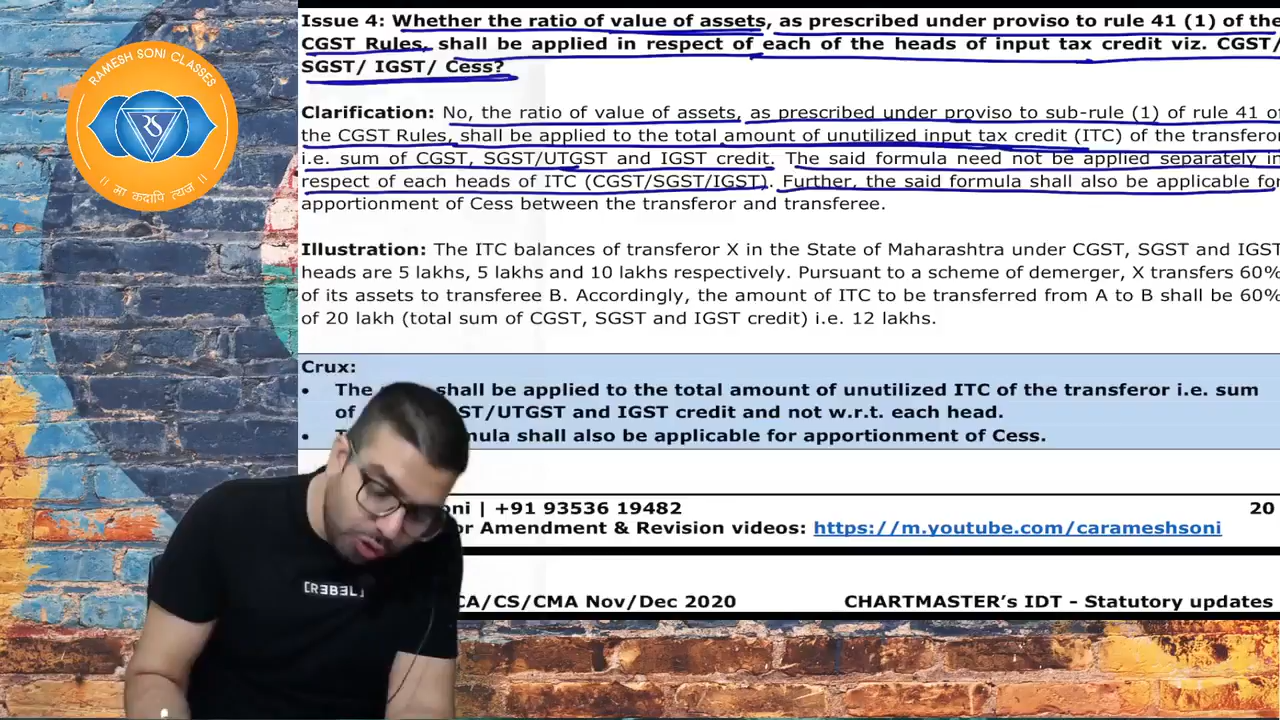 RAMESH SONI CLASSES
॥ मा कदापि त्यज ॥
Issue 4: Whether the ratio of value of assets, as prescribed under proviso to rule 41 (1) of the
CGST Rules, shall be applied in respect of each of the heads of input tax credit viz. CGST/
SGST/ IGST/ Cess?
Clarification: No, the ratio of value of assets, as prescribed under proviso to sub-rule (1) of rule 41
the CGST Rules, shall be applied to the total amount of unutilized input tax credit (ITC) of the
i.e. sum of CGST, SGST/UTGST and IGST credit. The said formula need not be applied separately in
respect of each heads of ITC (CGST/SGST/IGST). Further, the said formula shall also be applicable for
apportionment of Cess between the transferor and transferee.
Illustration: The ITC balances of transferor X in the State of Maharashtra under CGST, SGST and IGST
heads are 5 lakhs, 5 lakhs and 10 lakhs respectively. Pursuant to a scheme of demerger, X transfers 60%
of its assets to transferee B. Accordingly, the amount of ITC to be transferred from A to B shall be 60%
of 20 lakh (total sum of CGST, SGST and IGST credit) i.e. 12 lakhs.
Crux:
• The shall be applied to the total amount of unutilized ITC of the transferor i.e. sum
of ST/UTGST and IGST credit and not w.r.t. each head.
• shall also be applicable for apportionment of Cess.
oni | +91 93536 19482 20
or Amendment & Revision videos: https://m.youtube.com/carameshsoni
CA/CS/CMA Nov/Dec 2020 CHARTMASTER's IDT - Statutory updates
[REBEL]